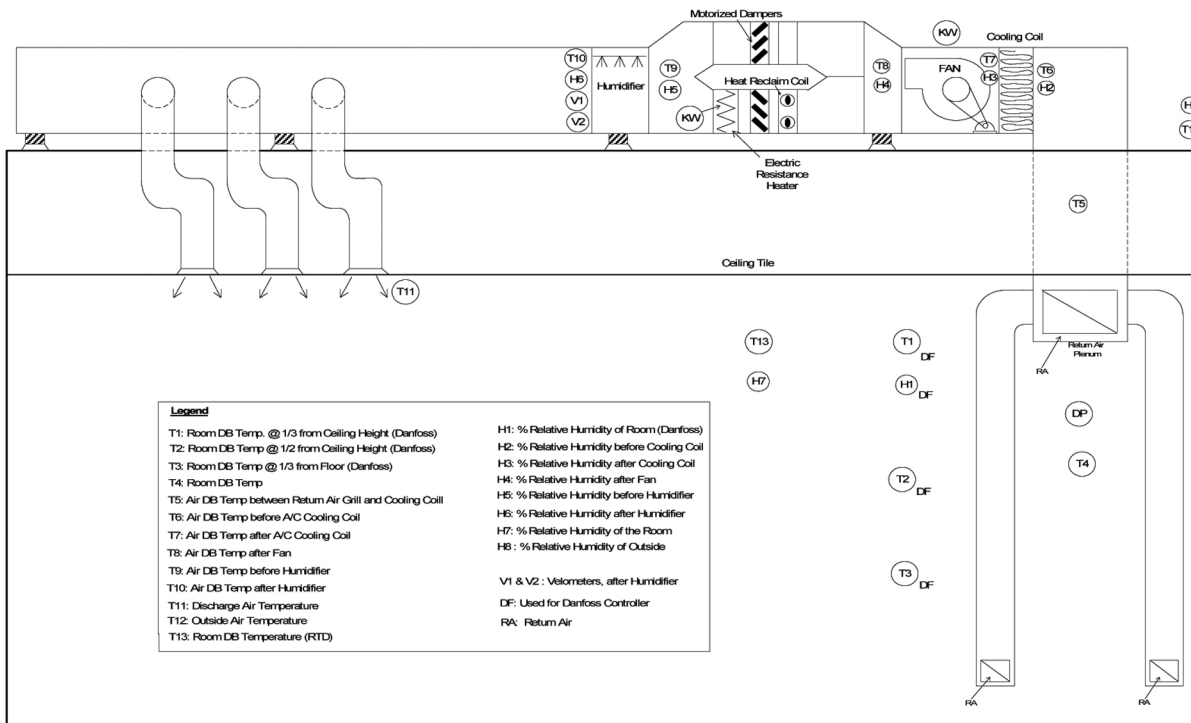 Motorized Dampers
KW
Cooling Coil
T10
H6
V1
V2
Humidifier
T9
H5
KW
Heat Reclaim Coil
T8
H4
FAN
T7
H3
T6
H2
Electric
Resistance
Heater
T5
Ceiling Tile
T11
T13
H7
T1
DF
H1
DF
T2
DF
T3
DF
Return Air
Plenum
RA
DP
T4
RA
RA
Legend
T1: Room DB Temp. @ 1/3 from Ceiling Height (Danfoss)
T2: Room DB Temp @ 1/2 from Ceiling Height (Danfoss)
T3: Room DB Temp @ 1/3 from Floor (Danfoss)
T4: Room DB Temp
T5: Air DB Temp between Return Air Grill and Cooling Coill
T6: Air DB Temp before A/C Cooling Coil
T7: Air DB Temp after A/C Cooling Coil
T8: Air DB Temp after Fan
T9: Air DB Temp before Humidifier
T10: Air DB Temp after Humidifier
T11: Discharge Air Temperature
T12: Outside Air Temperature
T13: Room DB Temperature (RTD)
H1: % Relative Humidity of Room (Danfoss)
H2: % Relative Humidity before Cooling Coil
H3: % Relative Humidity after Cooling Coil
H4: % Relative Humidity after Fan
H5: % Relative Humidity before Humidifier
H6: % Relative Humidity after Humidifier
H7: % Relative Humidity of the Room
H8 : % Relative Humidity of Outside
V1 & V2 : Velometers, after Humidifier
DF: Used for Danfoss Controller
RA: Return Air